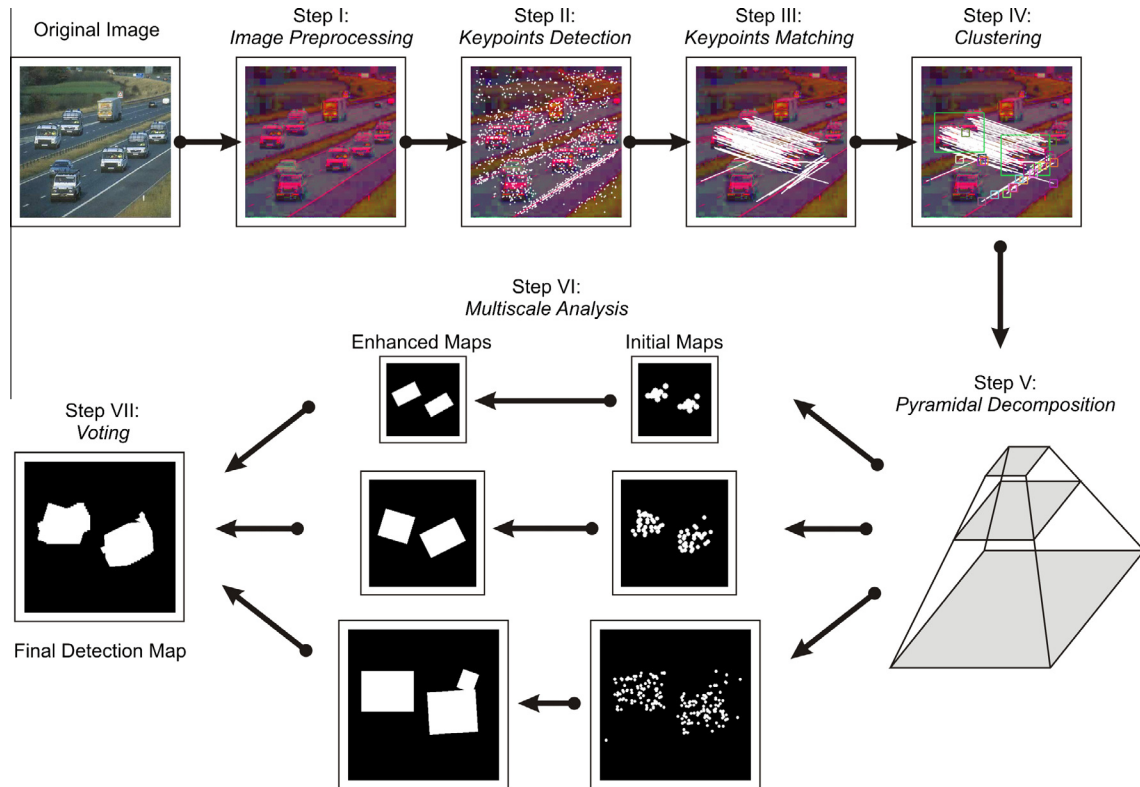 Original Image
Step I:
Image Preprocessing
Step II:
Keypoints Detection
Step III:
Keypoints Matching
Step IV:
Clustering
Step VI:
Multiscale Analysis
Enhanced Maps
Initial Maps
Step V:
Pyramidal Decomposition
Step VII:
Voting
Final Detection Map